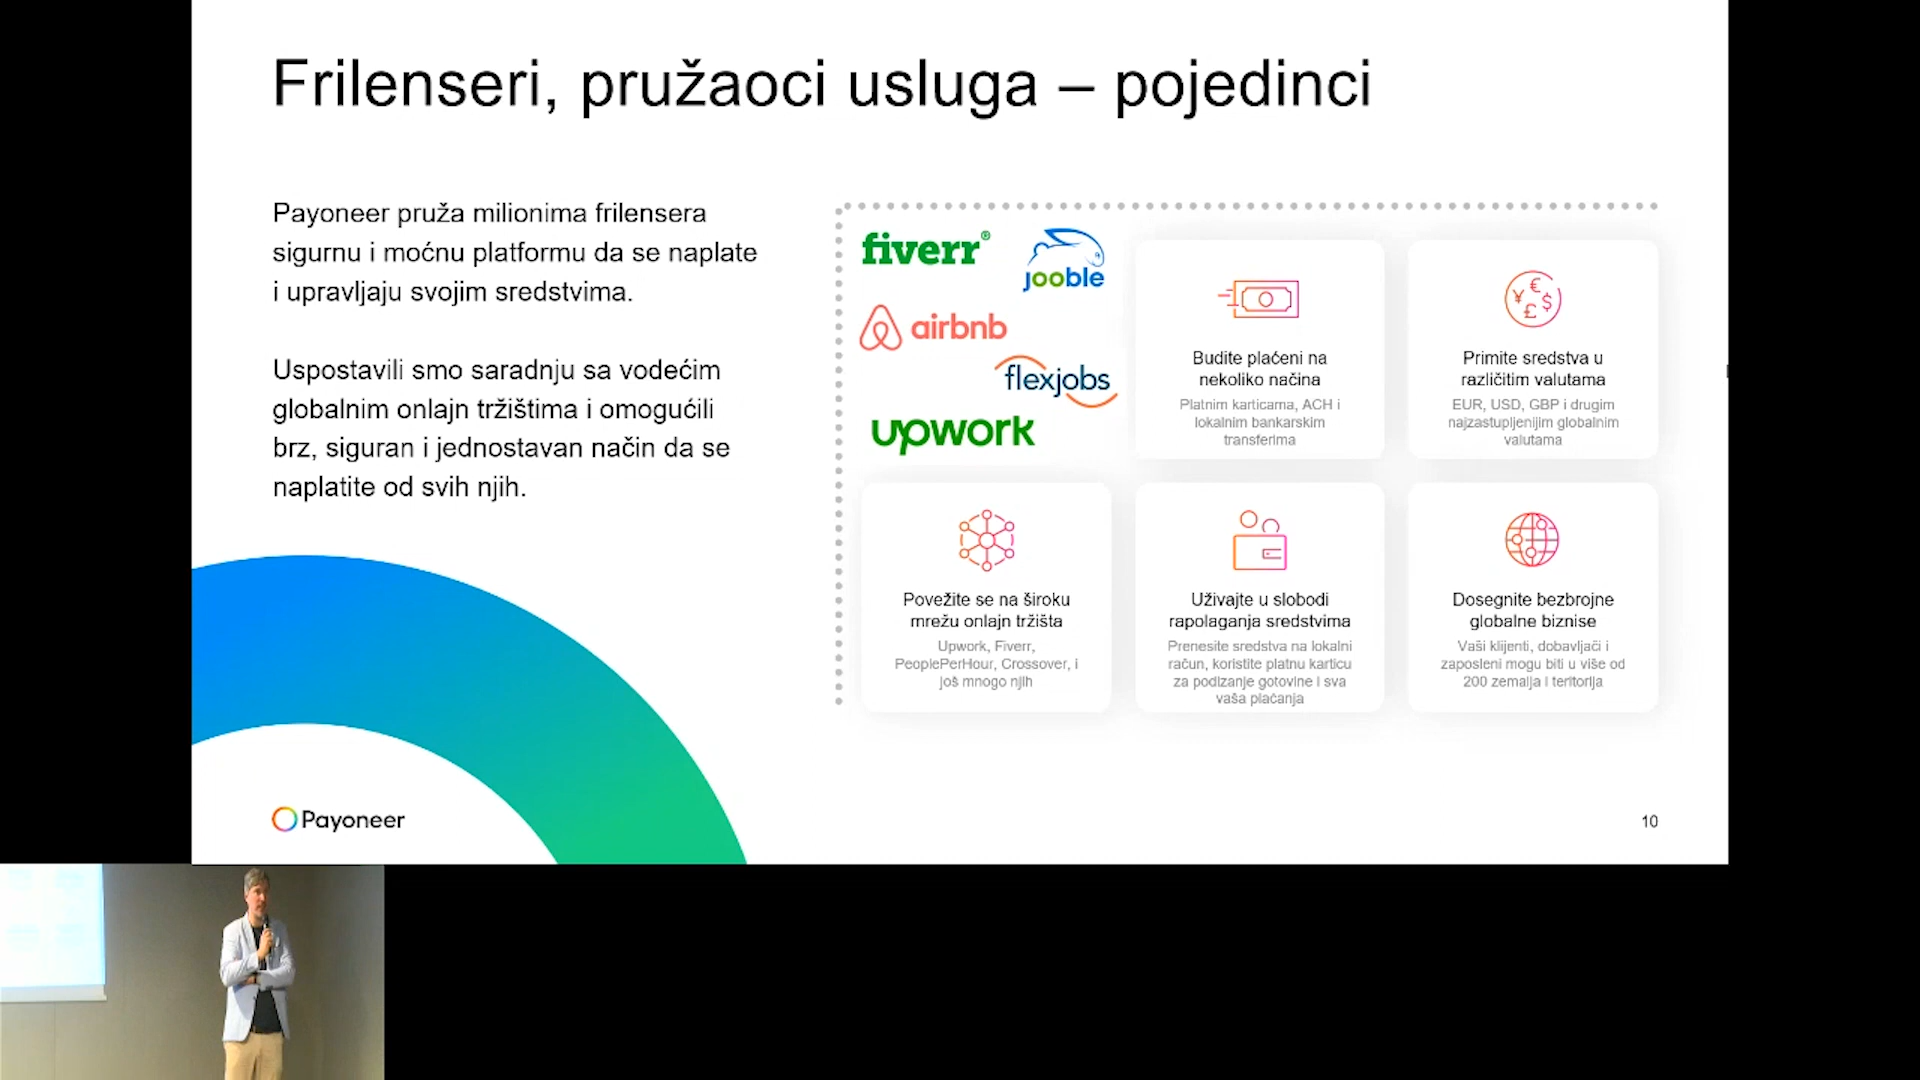 Frilenseri, pružaoci usluga – pojedinci
Payoneer pruža milionima frilensera
sigurnu i moćnu platformu da se naplate
i upravljaju svojim sredstvima.
Uspostavili smo saradnju sa vodećim
globalnim onlajn tržištima i omogućili
brz, siguran i jednostavan način da se
naplatite od svih njih.
fiverr®
jooble
airbnb
flexjobs
upwork
Budite plaćeni na
nekoliko načina
Platnim karticama, ACH i
lokalnim bankarskim
transferima
Primite sredstva u
različitim valutama
EUR, USD, GBP i drugim
najzastupljenijim globalnim
valutama
Povežite se na široku
mrežu onlajn tržišta
Upwork, Fiverr,
PeoplePerHour, Crossover, i
još mnogo njih
Uživajte u slobodi
rapolaganja sredstvima
Prenesite sredstva na lokalni
račun, koristite platnu karticu
za podizanje gotovine i sva
vaša plaćanja
Dosegnite bezbrojne
globalne biznise
Vaši klijenti, dobavljači i
zaposleni mogu biti u više od
200 zemalja i teritorija
Payoneer
10